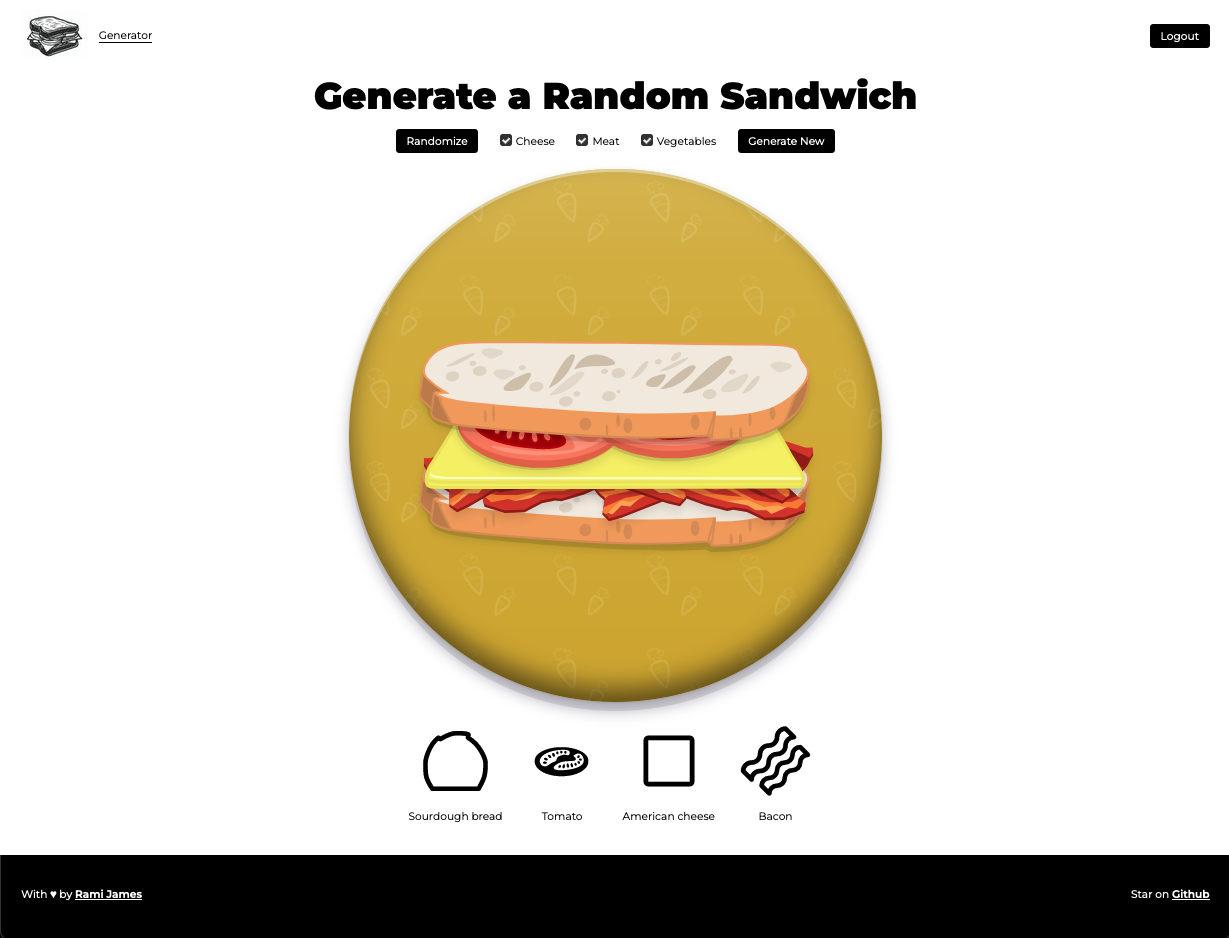 Generator
Logout
Generate a Random Sandwich
Randomize
Cheese
Meat
Vegetables
Generate New
Sourdough bread
Tomato
American cheese
Bacon
With ♥ by Rami James
Star on Github